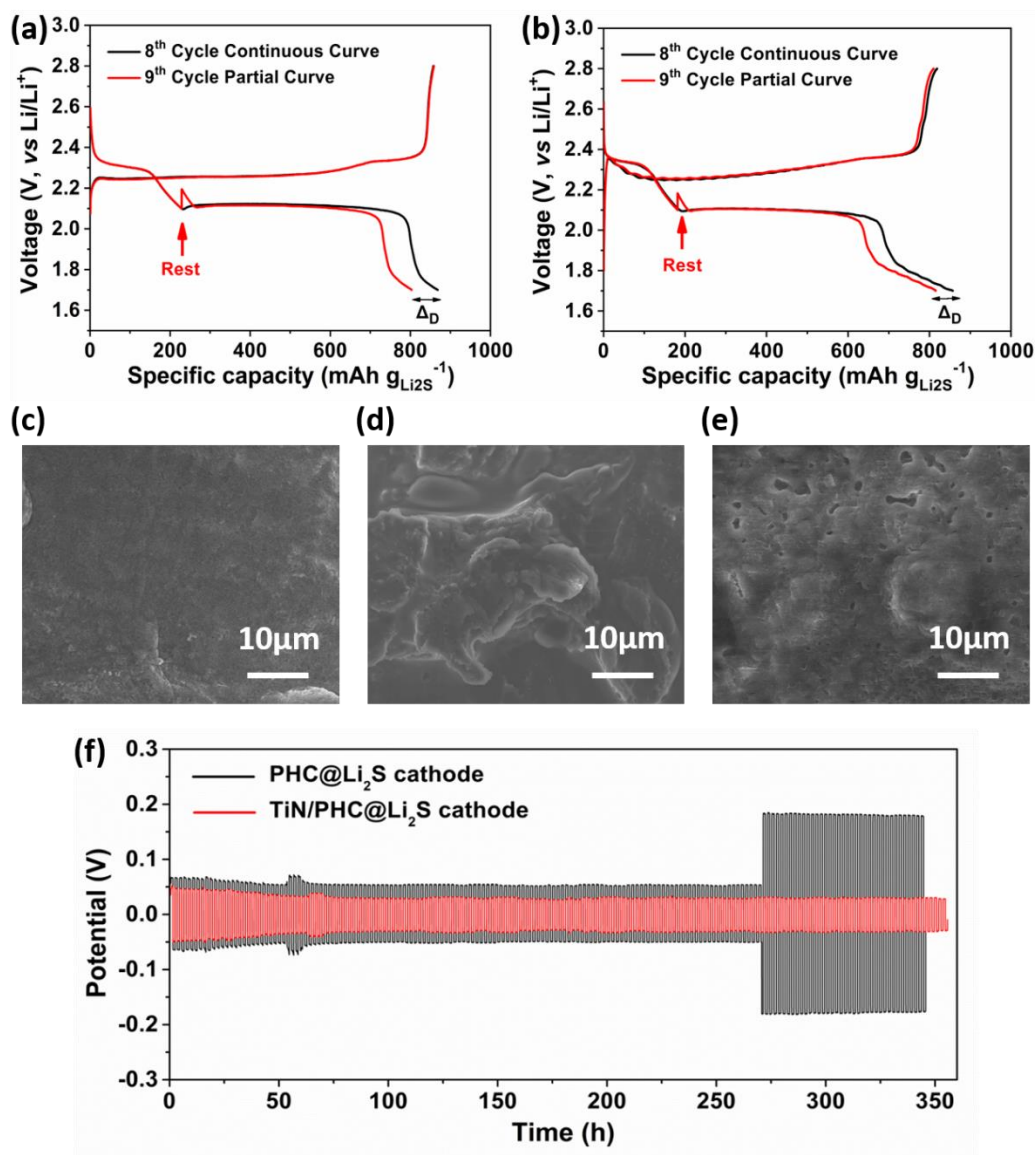 (a)
3.0
2.8
2.6
2.4
2.2
2.0
1.8
1.6
Voltage (V, vs Li/Li⁺)
8th Cycle Continuous Curve
9th Cycle Partial Curve
Rest
ΔD
0 200 400 600 800 1000
Specific capacity (mAh gLi2S⁻¹)
(b)
3.0
2.8
2.6
2.4
2.2
2.0
1.8
1.6
Voltage (V, vs Li/Li⁺)
8th Cycle Continuous Curve
9th Cycle Partial Curve
Rest
ΔD
0 200 400 600 800 1000
Specific capacity (mAh gLi2S⁻¹)
(c)
10µm
(d)
10µm
(e)
10µm
(f)
0.3
0.2
0.1
0.0
-0.1
-0.2
-0.3
Potential (V)
PHC@Li₂S cathode
TiN/PHC@Li₂S cathode
0 50 100 150 200 250 300 350
Time (h)